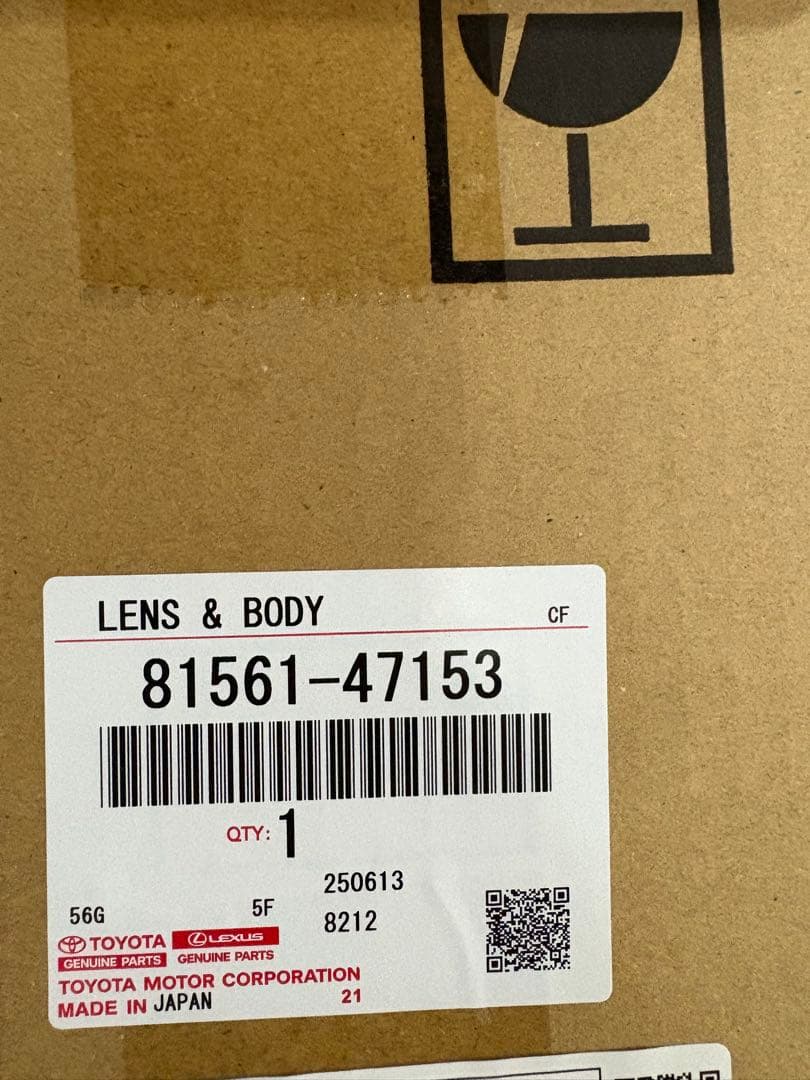 LENS & BODY
CF
81561-47153
QTY: 1
250613
56G 5F
8212
TOYOTA LEXUS
GENUINE PARTS GENUINE PARTS
TOYOTA MOTOR CORPORATION
MADE IN JAPAN 21